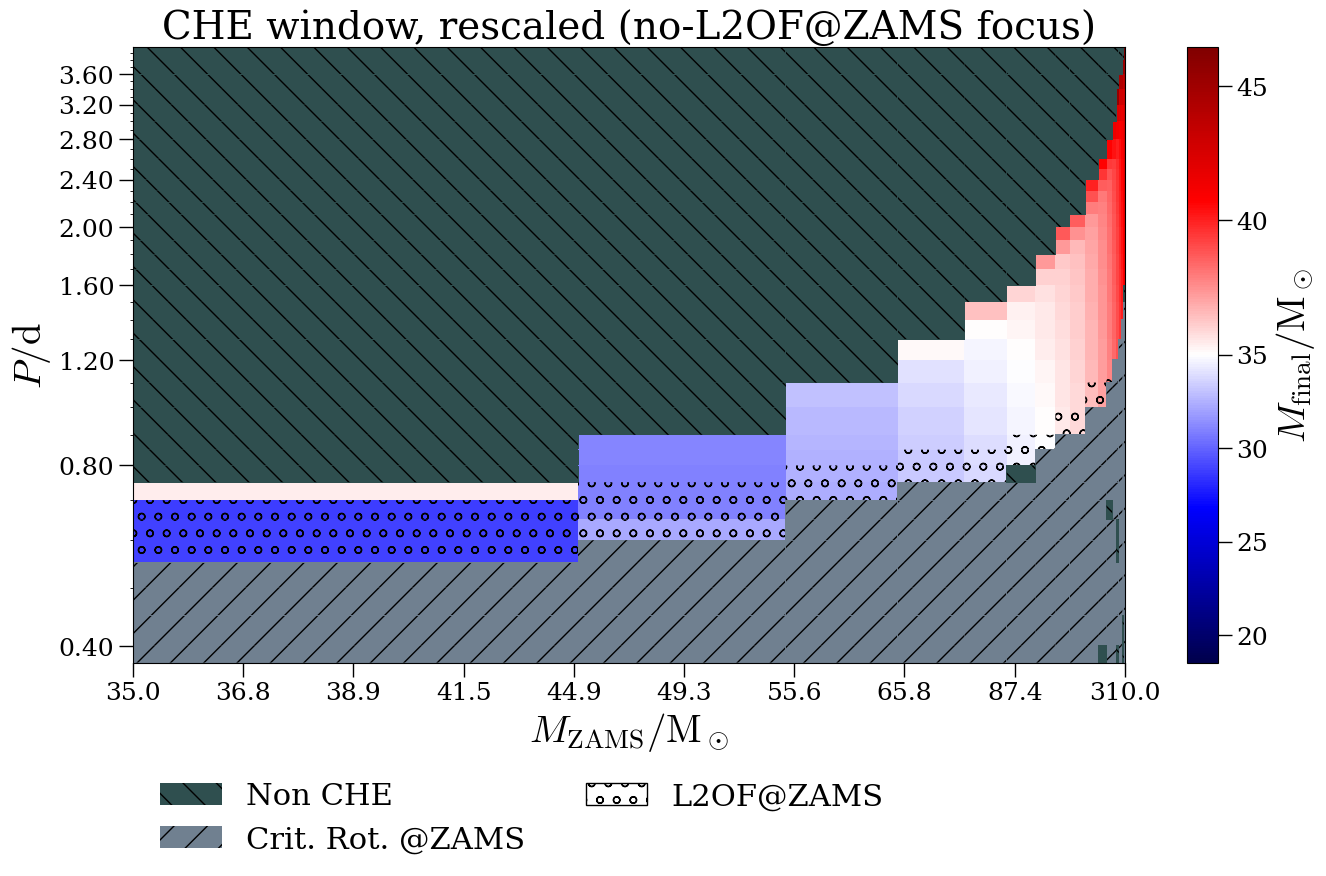 CHE window, rescaled (no-L2OF@ZAMS focus)
3.60
3.20
2.80
2.40
2.00
1.60
1.20
0.80
0.40
P/d
35.0 36.8 38.9 41.5 44.9 49.3 55.6 65.8 87.4 310.0
M_ZAMS/M_⊙
45
40
35
30
25
20
M_final/M_⊙
Non CHE
Crit. Rot. @ZAMS
L2OF@ZAMS